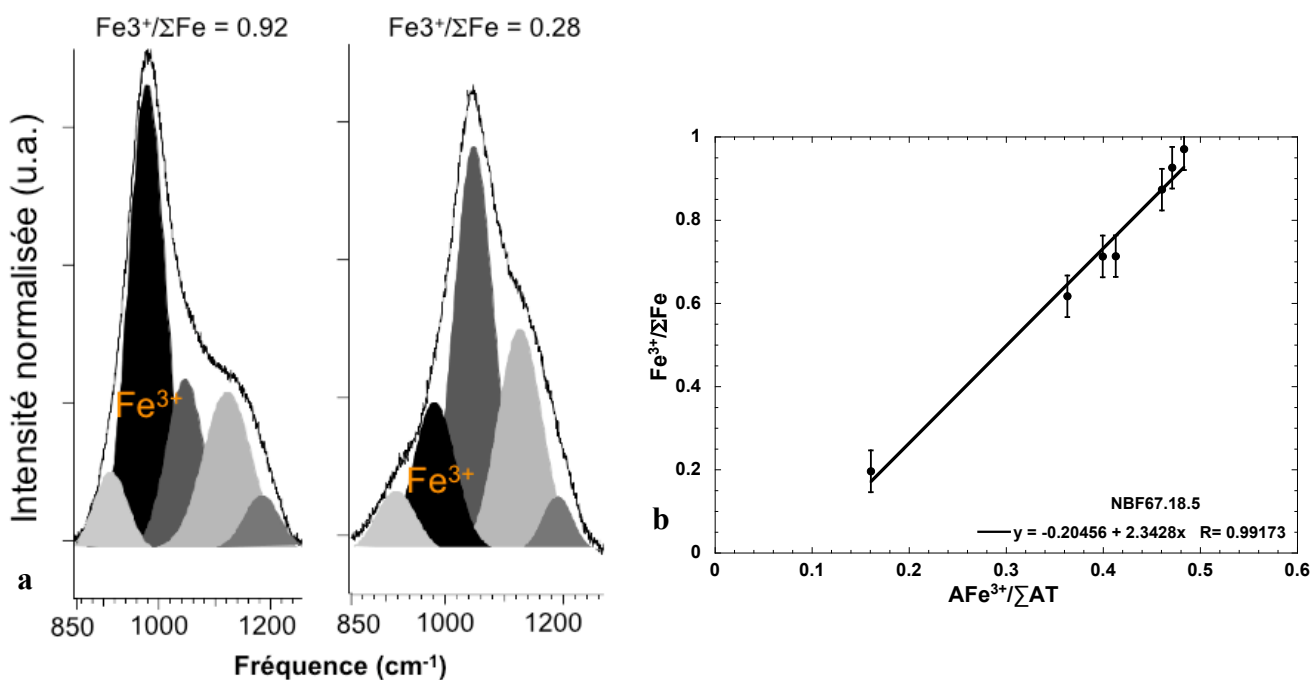 Fe3+/ΣFe = 0.92
Fe3+/ΣFe = 0.28
Intensité normalisée (u.a.)
Fe³⁺
Fe³⁺
a
850 1000 1200
850 1000 1200
Fréquence (cm⁻¹)
Fe³⁺/ΣFe
1
0.8
0.6
0.4
0.2
0
b
NBF67.18.5
y = -0.20456 + 2.3428x R= 0.99173
0 0.1 0.2 0.3 0.4 0.5 0.6
AFe³⁺/∑AT